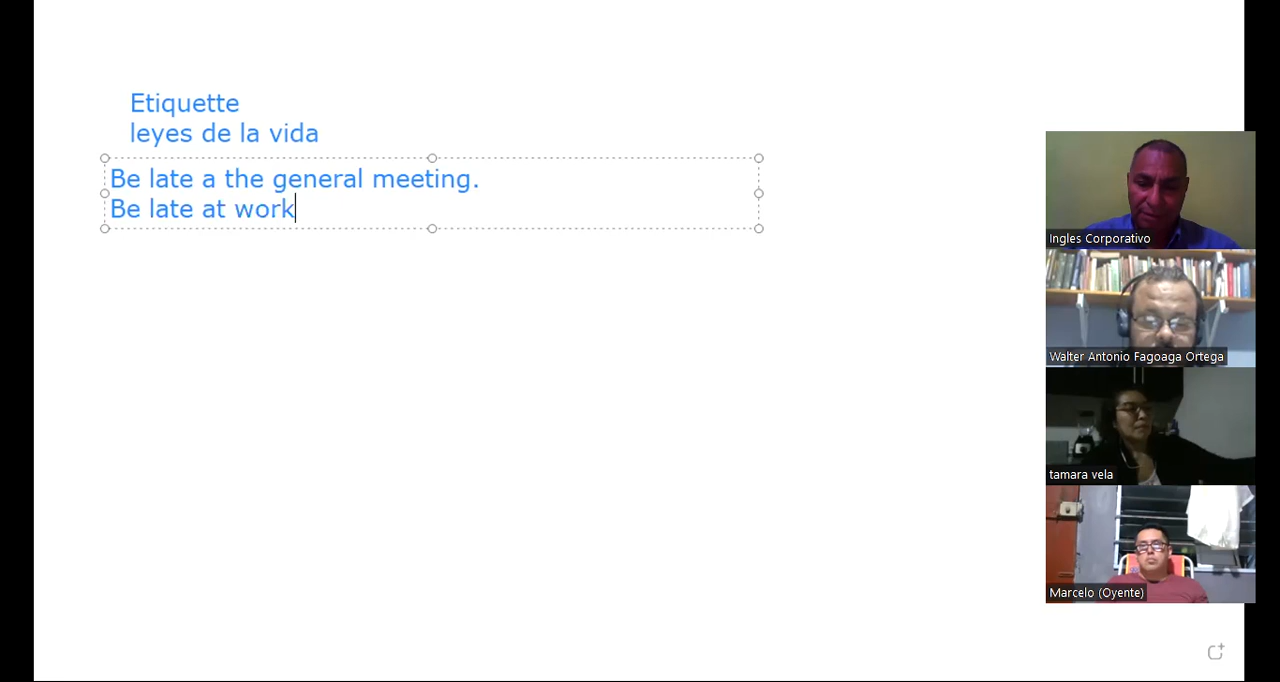 Etiquette
leyes de la vida
Be late a the general meeting.
Be late at work
Ingles Corporativo
Walter Antonio Fagoaga Ortega
tamara vela
Marcelo (Oyente)